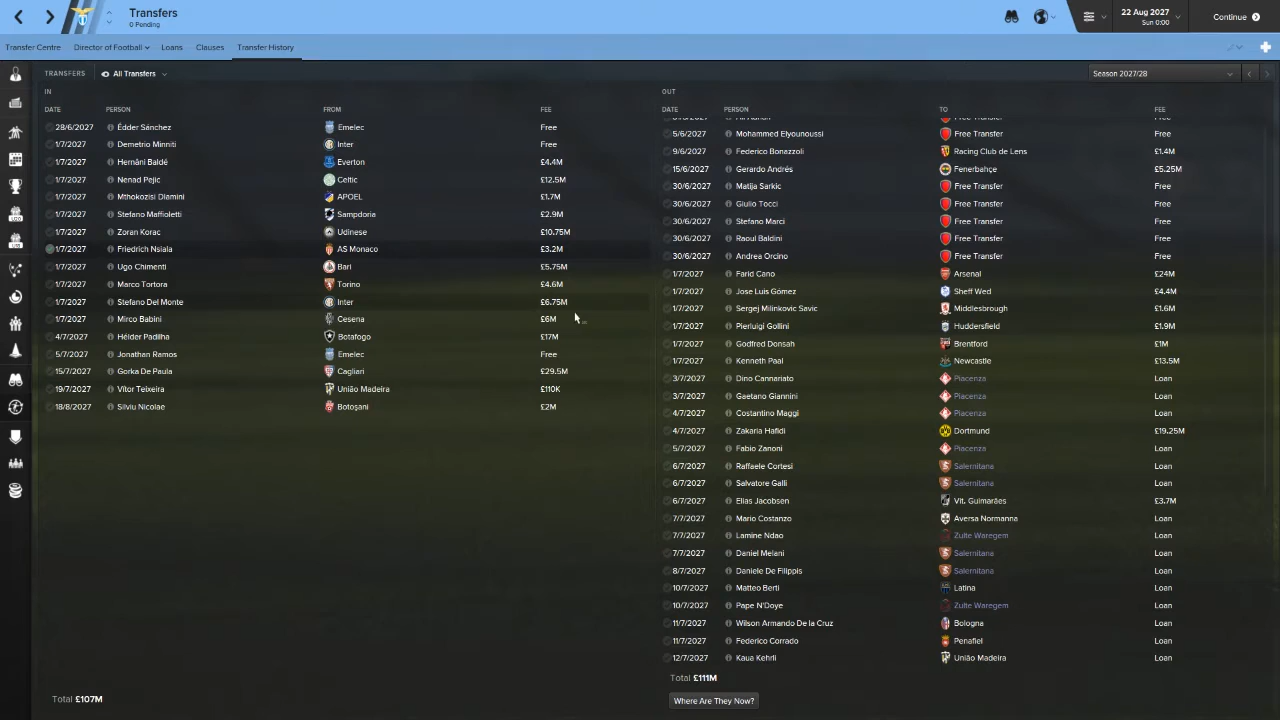 Transfers
0 Pending
22 Aug 2027
Sun 0:00
Continue
Transfer Centre Director of Football Loans Clauses Transfer History
TRANSFERS All Transfers Season 2027/28
IN
DATE PERSON FROM FEE
28/6/2027 Édder Sánchez Emelec Free
1/7/2027 Demetrio Minniti Inter Free
1/7/2027 Hernâni Baldé Everton £4.4M
1/7/2027 Nenad Pejic Celtic £12.5M
1/7/2027 Mthokozisi Dlamini APOEL £1.7M
1/7/2027 Stefano Maffioletti Sampdoria £2.9M
1/7/2027 Zoran Korac Udinese £10.75M
1/7/2027 Friedrich Nsiala AS Monaco £3.2M
1/7/2027 Ugo Chimenti Bari £5.75M
1/7/2027 Marco Tortora Torino £4.6M
1/7/2027 Stefano Del Monte Inter £6.75M
1/7/2027 Mirco Babini Cesena £6M
4/7/2027 Hélder Padilha Botafogo £17M
5/7/2027 Jonathan Ramos Emelec Free
15/7/2027 Gorka De Paula Cagliari £29.5M
19/7/2027 Vítor Teixeira União Madeira £110K
18/8/2027 Silviu Nicolae Botoşani £2M
Total £107M
OUT
DATE PERSON TO FEE
5/6/2027 Mohammed Elyounoussi Free Transfer Free
9/6/2027 Federico Bonazzoli Racing Club de Lens £1.4M
15/6/2027 Gerardo Andrés Fenerbahçe £5.25M
30/6/2027 Matija Sarkic Free Transfer Free
30/6/2027 Giulio Tocci Free Transfer Free
30/6/2027 Stefano Marci Free Transfer Free
30/6/2027 Raoul Baldini Free Transfer Free
30/6/2027 Andrea Orcino Free Transfer Free
1/7/2027 Farid Cano Arsenal £24M
1/7/2027 Jose Luis Gómez Sheff Wed £4.4M
1/7/2027 Sergej Milinkovic Savic Middlesbrough £1.6M
1/7/2027 Pierluigi Gollini Huddersfield £1.9M
1/7/2027 Godfred Donsah Brentford £1M
1/7/2027 Kenneth Paal Newcastle £13.5M
3/7/2027 Dino Cannariato Piacenza Loan
3/7/2027 Gaetano Giannini Piacenza Loan
4/7/2027 Costantino Maggi Piacenza Loan
4/7/2027 Zakaria Hafidi Dortmund £19.25M
5/7/2027 Fabio Zanoni Piacenza Loan
6/7/2027 Raffaele Cortesi Salernitana Loan
6/7/2027 Salvatore Galli Salernitana Loan
6/7/2027 Elias Jacobsen Vit. Guimarães £3.7M
7/7/2027 Mario Costanzo Aversa Normanna Loan
7/7/2027 Lamine Ndao Zulte Waregem Loan
7/7/2027 Daniel Melani Salernitana Loan
8/7/2027 Daniele De Filippis Salernitana Loan
10/7/2027 Matteo Berti Latina Loan
10/7/2027 Pape N'Doye Zulte Waregem Loan
11/7/2027 Wilson Armando De la Cruz Bologna Loan
11/7/2027 Federico Corrado Penafiel Loan
12/7/2027 Kaua Kehrli União Madeira Loan
Total £111M
Where Are They Now?